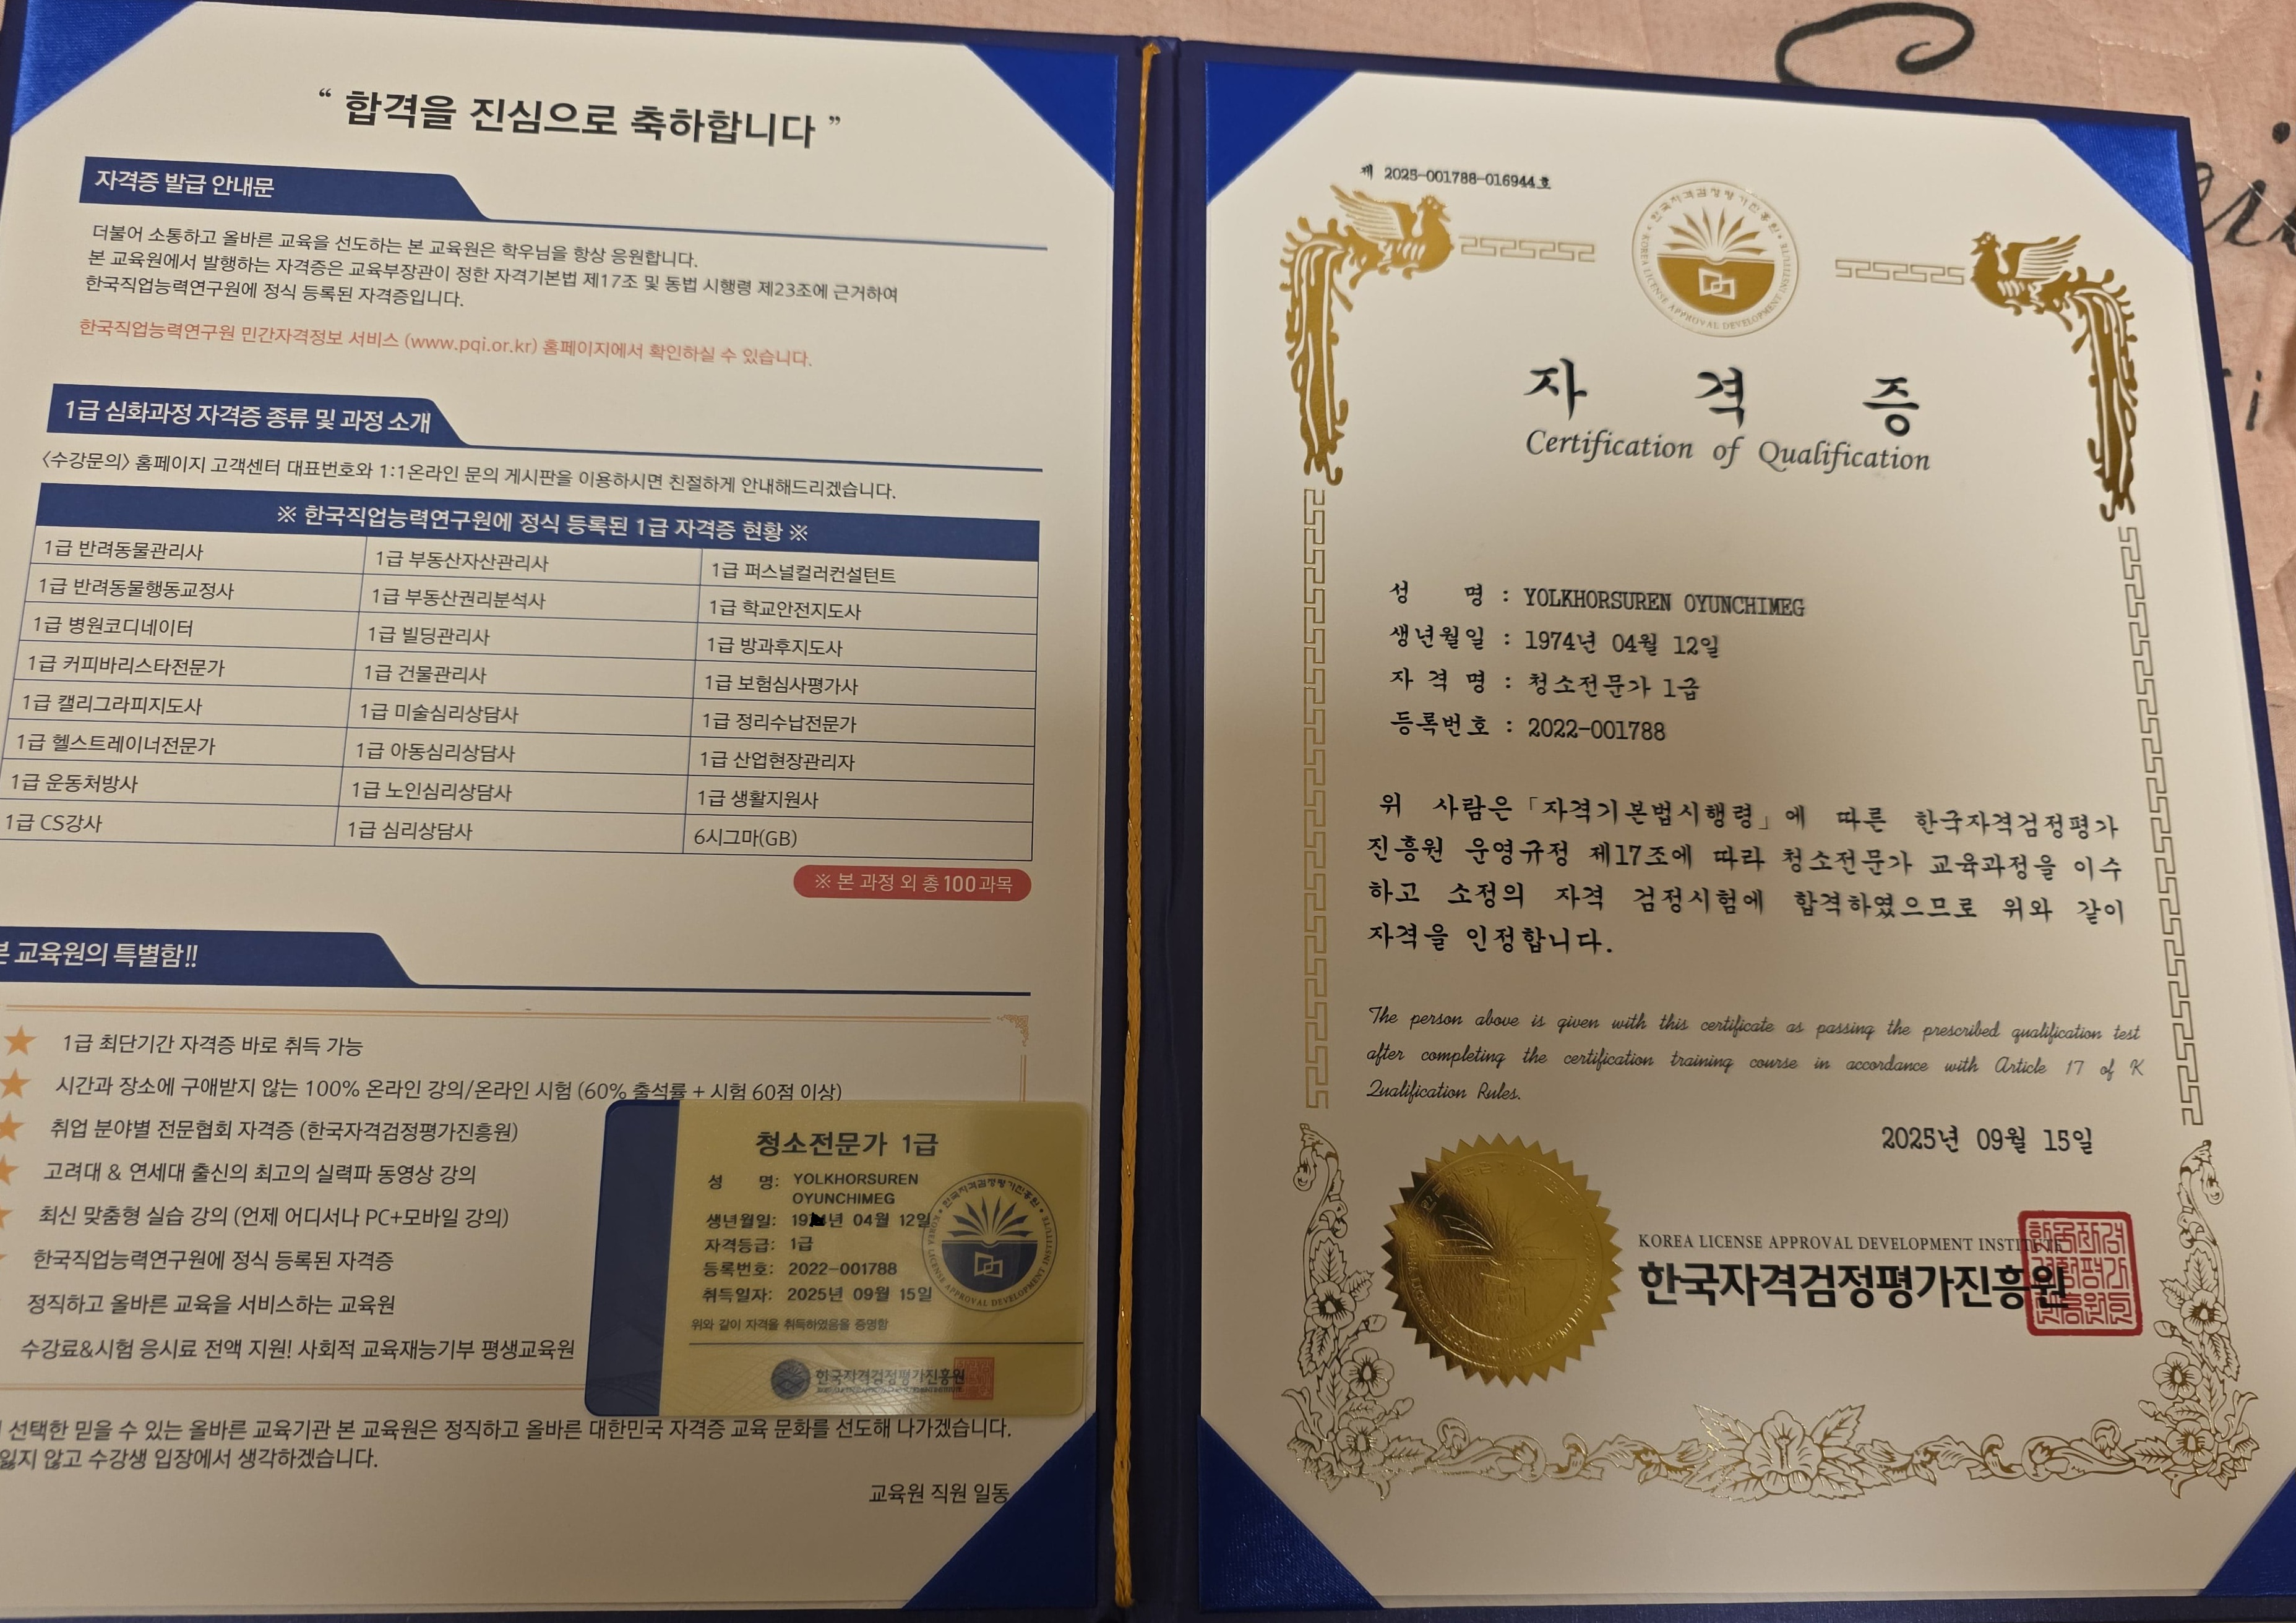 “ 합격을 진심으로 축하합니다 ”
자격증 발급 안내문
더불어 소통하고 올바른 교육을 선도하는 본 교육원은 학우님을 항상 응원합니다.
본 교육원에서 발행하는 자격증은 교육부장관이 정한 자격기본법 제17조 및 동법 시행령 제23조에 근거하여
한국직업능력연구원에 정식 등록된 자격증입니다.
한국직업능력연구원 민간자격정보 서비스 (www.pqi.or.kr) 홈페이지에서 확인하실 수 있습니다.
1급 심화과정 자격증 종류 및 과정 소개
<수강문의> 홈페이지 고객센터 대표번호와 1:1온라인 문의 게시판을 이용하시면 친절하게 안내해드리겠습니다.
※ 한국직업능력연구원에 정식 등록된 1급 자격증 현황 ※
1급 반려동물관리사 1급 부동산자산관리사 1급 퍼스널컬러컨설턴트
1급 반려동물행동교정사 1급 부동산권리분석사 1급 학교안전지도사
1급 병원코디네이터 1급 빌딩관리사 1급 방과후지도사
1급 커피바리스타전문가 1급 건물관리사 1급 보험심사평가사
1급 캘리그라피지도사 1급 미술심리상담사 1급 정리수납전문가
1급 헬스트레이너전문가 1급 아동심리상담사 1급 산업현장관리자
1급 운동처방사 1급 노인심리상담사 1급 생활지원사
1급 CS강사 1급 심리상담사 6시그마(GB)
※ 본 과정 외 총 100과목
본 교육원의 특별함!!
1급 최단기간 자격증 바로 취득 가능
시간과 장소에 구애받지 않는 100% 온라인 강의/온라인 시험 (60% 출석률 + 시험 60점 이상)
취업 분야별 전문협회 자격증 (한국자격검정평가진흥원)
고려대 & 연세대 출신의 최고의 실력파 동영상 강의
최신 맞춤형 실습 강의 (언제 어디서나 PC+모바일 강의)
한국직업능력연구원에 정식 등록된 자격증
정직하고 올바른 교육을 서비스하는 교육원
수강료&시험 응시료 전액 지원! 사회적 교육재능기부 평생교육원
선택한 믿을 수 있는 올바른 교육기관 본 교육원은 정직하고 올바른 대한민국 자격증 교육 문화를 선도해 나가겠습니다.
잃지 않고 수강생 입장에서 생각하겠습니다.
교육원 직원 일동
청소전문가 1급
성 명: YOLKHORSUREN
OYUNCHIMEG
생년월일: 년 04월 12일
자격등급: 1급
등록번호: 2022-001788
취득일자: 2025년 09월 15일
위와 같이 자격을 취득하였음을 증명함
한국자격검정평가진흥원
한국자격검정평가진흥원
KOREA LICENSE APPROVAL DEVELOPMENT INSTITUTE
제 2025-001788-016944 호
한국자격검정평가진흥원
KOREA LICENSE APPROVAL DEVELOPMENT INSTITUTE
자 격 증
Certification of Qualification
성 명 : YOLKHORSUREN OYUNCHIMEG
생년월일 : 1974년 04월 12일
자 격 명 : 청소전문가 1급
등록번호 : 2022-001788
위 사람은 「자격기본법시행령」에 따른 한국자격검정평가
진흥원 운영규정 제17조에 따라 청소전문가 교육과정을 이수
하고 소정의 자격 검정시험에 합격하였으므로 위와 같이
자격을 인정합니다.
The person above is given with this certificate as passing the prescribed qualification test
after completing the certification training course in accordance with Article 17 of K
Qualification Rules.
2025년 09월 15일
KOREA LICENSE APPROVAL DEVELOPMENT INSTITUTE
한국자격검정평가진흥원